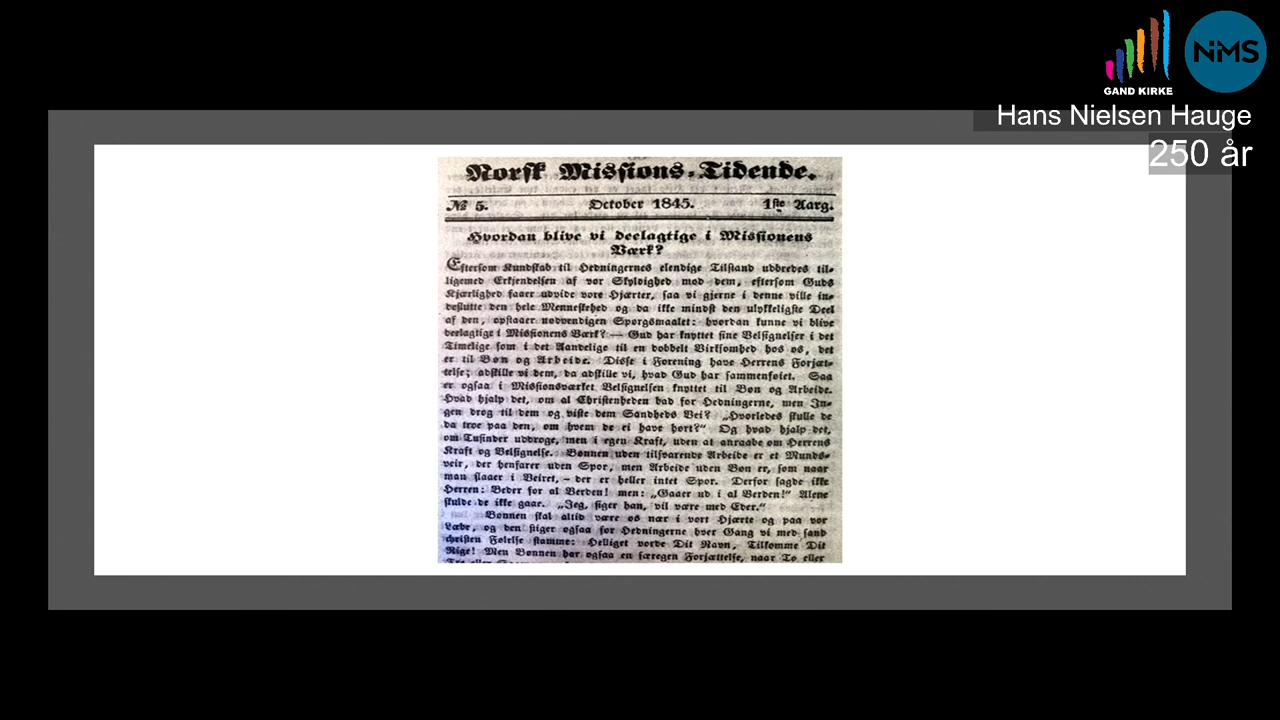 GAND KIRKE
NMS
Hans Nielsen Hauge
250 år
Norsk Missions-Tidende.
№ 5. October 1845. 1ste Aarg.
Hvordan blive vi deelagtige i Missionens
Værk?
Eftersom Kundskab til Hedningernes elendige Tilstand udbredes til-
ligemed Erkjendelsen af vor Skyldighed mod dem, eftersom Guds
Kjærlighed faaer udvide vore Hjærter, saa vi gjerne i denne ville in-
deslutte den hele Menneskehed og da ikke mindst den ulykkeligste Deel
af den, opstaaer nødvendigen Spørgsmaalet: hvordan kunne vi blive
deelagtige i Missionens Værk? — Gud har knyttet sine Velsignelser i det
Timelige som i det Aandelige til en dobbelt Virksomhed hos os, det
er til Bøn og Arbeide. Disse i Forening have Herrens Forjæt-
telse; adskille vi dem, da adskille vi, hvad Gud har sammenføiet. Saa
er ogsaa i Missionsværket Velsignelsen knyttet til Bøn og Arbeide.
Hvad hjalp det, om al Christenheden bad for Hedningerne, men In-
gen drog til dem og viste dem Sandheds Vei? „Hvorledes skulle de
da troe paa den, om hvem de ei have hørt?“ Og hvad hjalp det,
om Tusinder uddroge, men i egen Kraft, uden at anraabe om Herrens
Kraft og Velsignelse. Bønnen uden tilsvarende Arbeide er et Munds-
veir, der henfarer uden Spor, men Arbeide uden Bøn er, som naar
man slaaer i Veiret, – der er heller intet Spor. Derfor sagde ikke
Herren: Beder for al Verden! men: „Gaaer ud i al Verden!“ Alene
skulde de ikke gaae. „Jeg, siger han, vil være med Eder.“
Bønnen skal altid være os nær i vort Hjærte og paa vor
Læbe, og den stiger ogsaa for Hedningerne hver Gang vi med sand
christen Følelse stamme: Helliget vorde Dit Navn, Tilkomme Dit
Rige! Men Bønnen har ogsaa en særegen Forjættelse, naar To eller